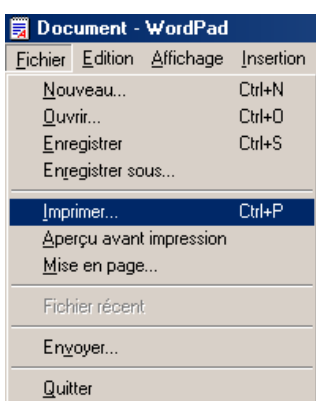 Document - WordPad
Fichier Edition Affichage Insertion
Nouveau... Ctrl+N
Ouvrir... Ctrl+O
Enregistrer Ctrl+S
Enregistrer sous...
Imprimer... Ctrl+P
Aperçu avant impression
Mise en page...
Fichier récent
Envoyer...
Quitter